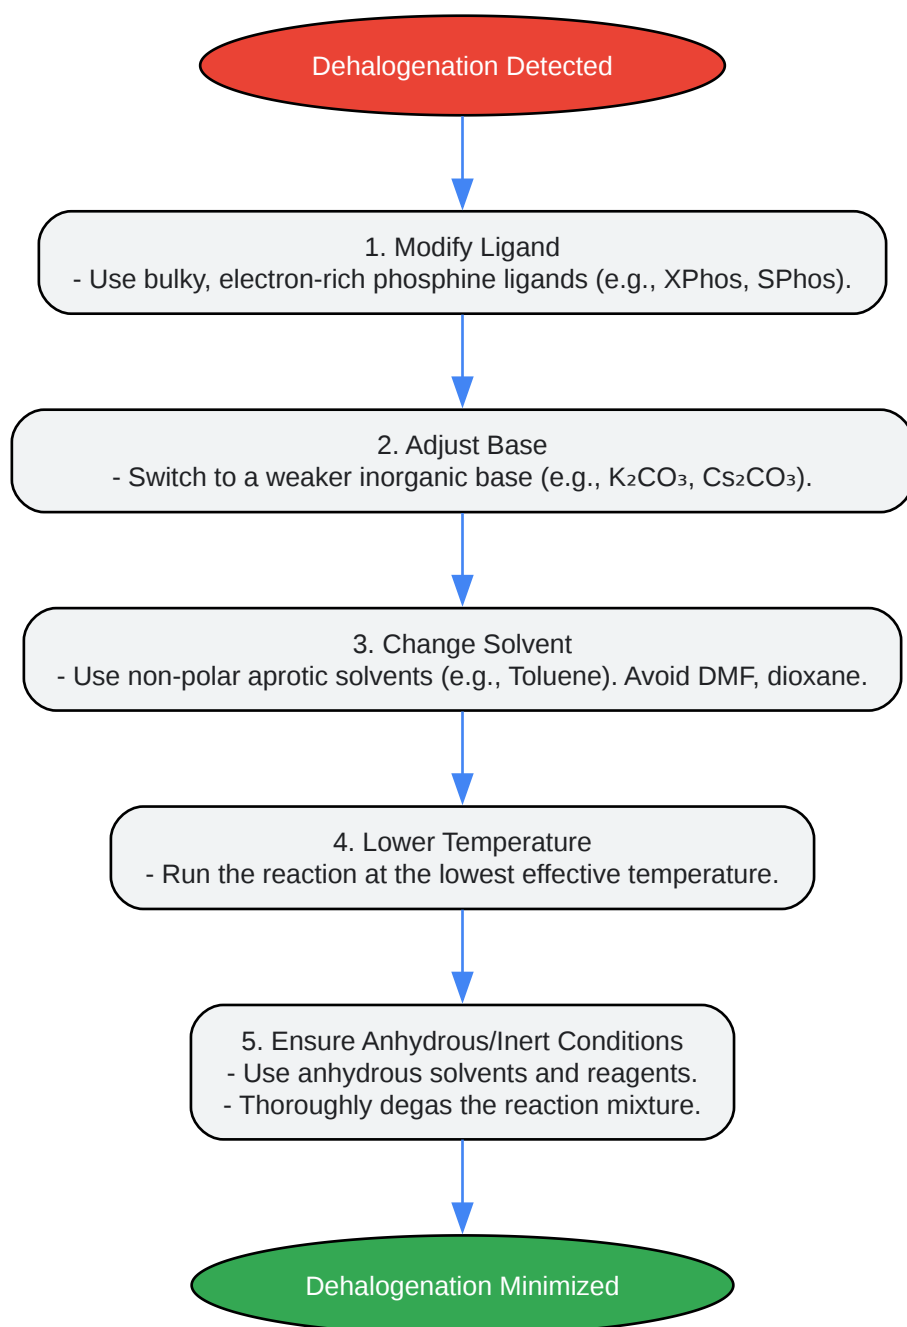 Dehalogenation Detected
1. Modify Ligand
- Use bulky, electron-rich phosphine ligands (e.g., XPhos, SPhos).
2. Adjust Base
- Switch to a weaker inorganic base (e.g., K₂CO₃, Cs₂CO₃).
3. Change Solvent
- Use non-polar aprotic solvents (e.g., Toluene). Avoid DMF, dioxane.
4. Lower Temperature
- Run the reaction at the lowest effective temperature.
5. Ensure Anhydrous/Inert Conditions
- Use anhydrous solvents and reagents.
- Thoroughly degas the reaction mixture.
Dehalogenation Minimized